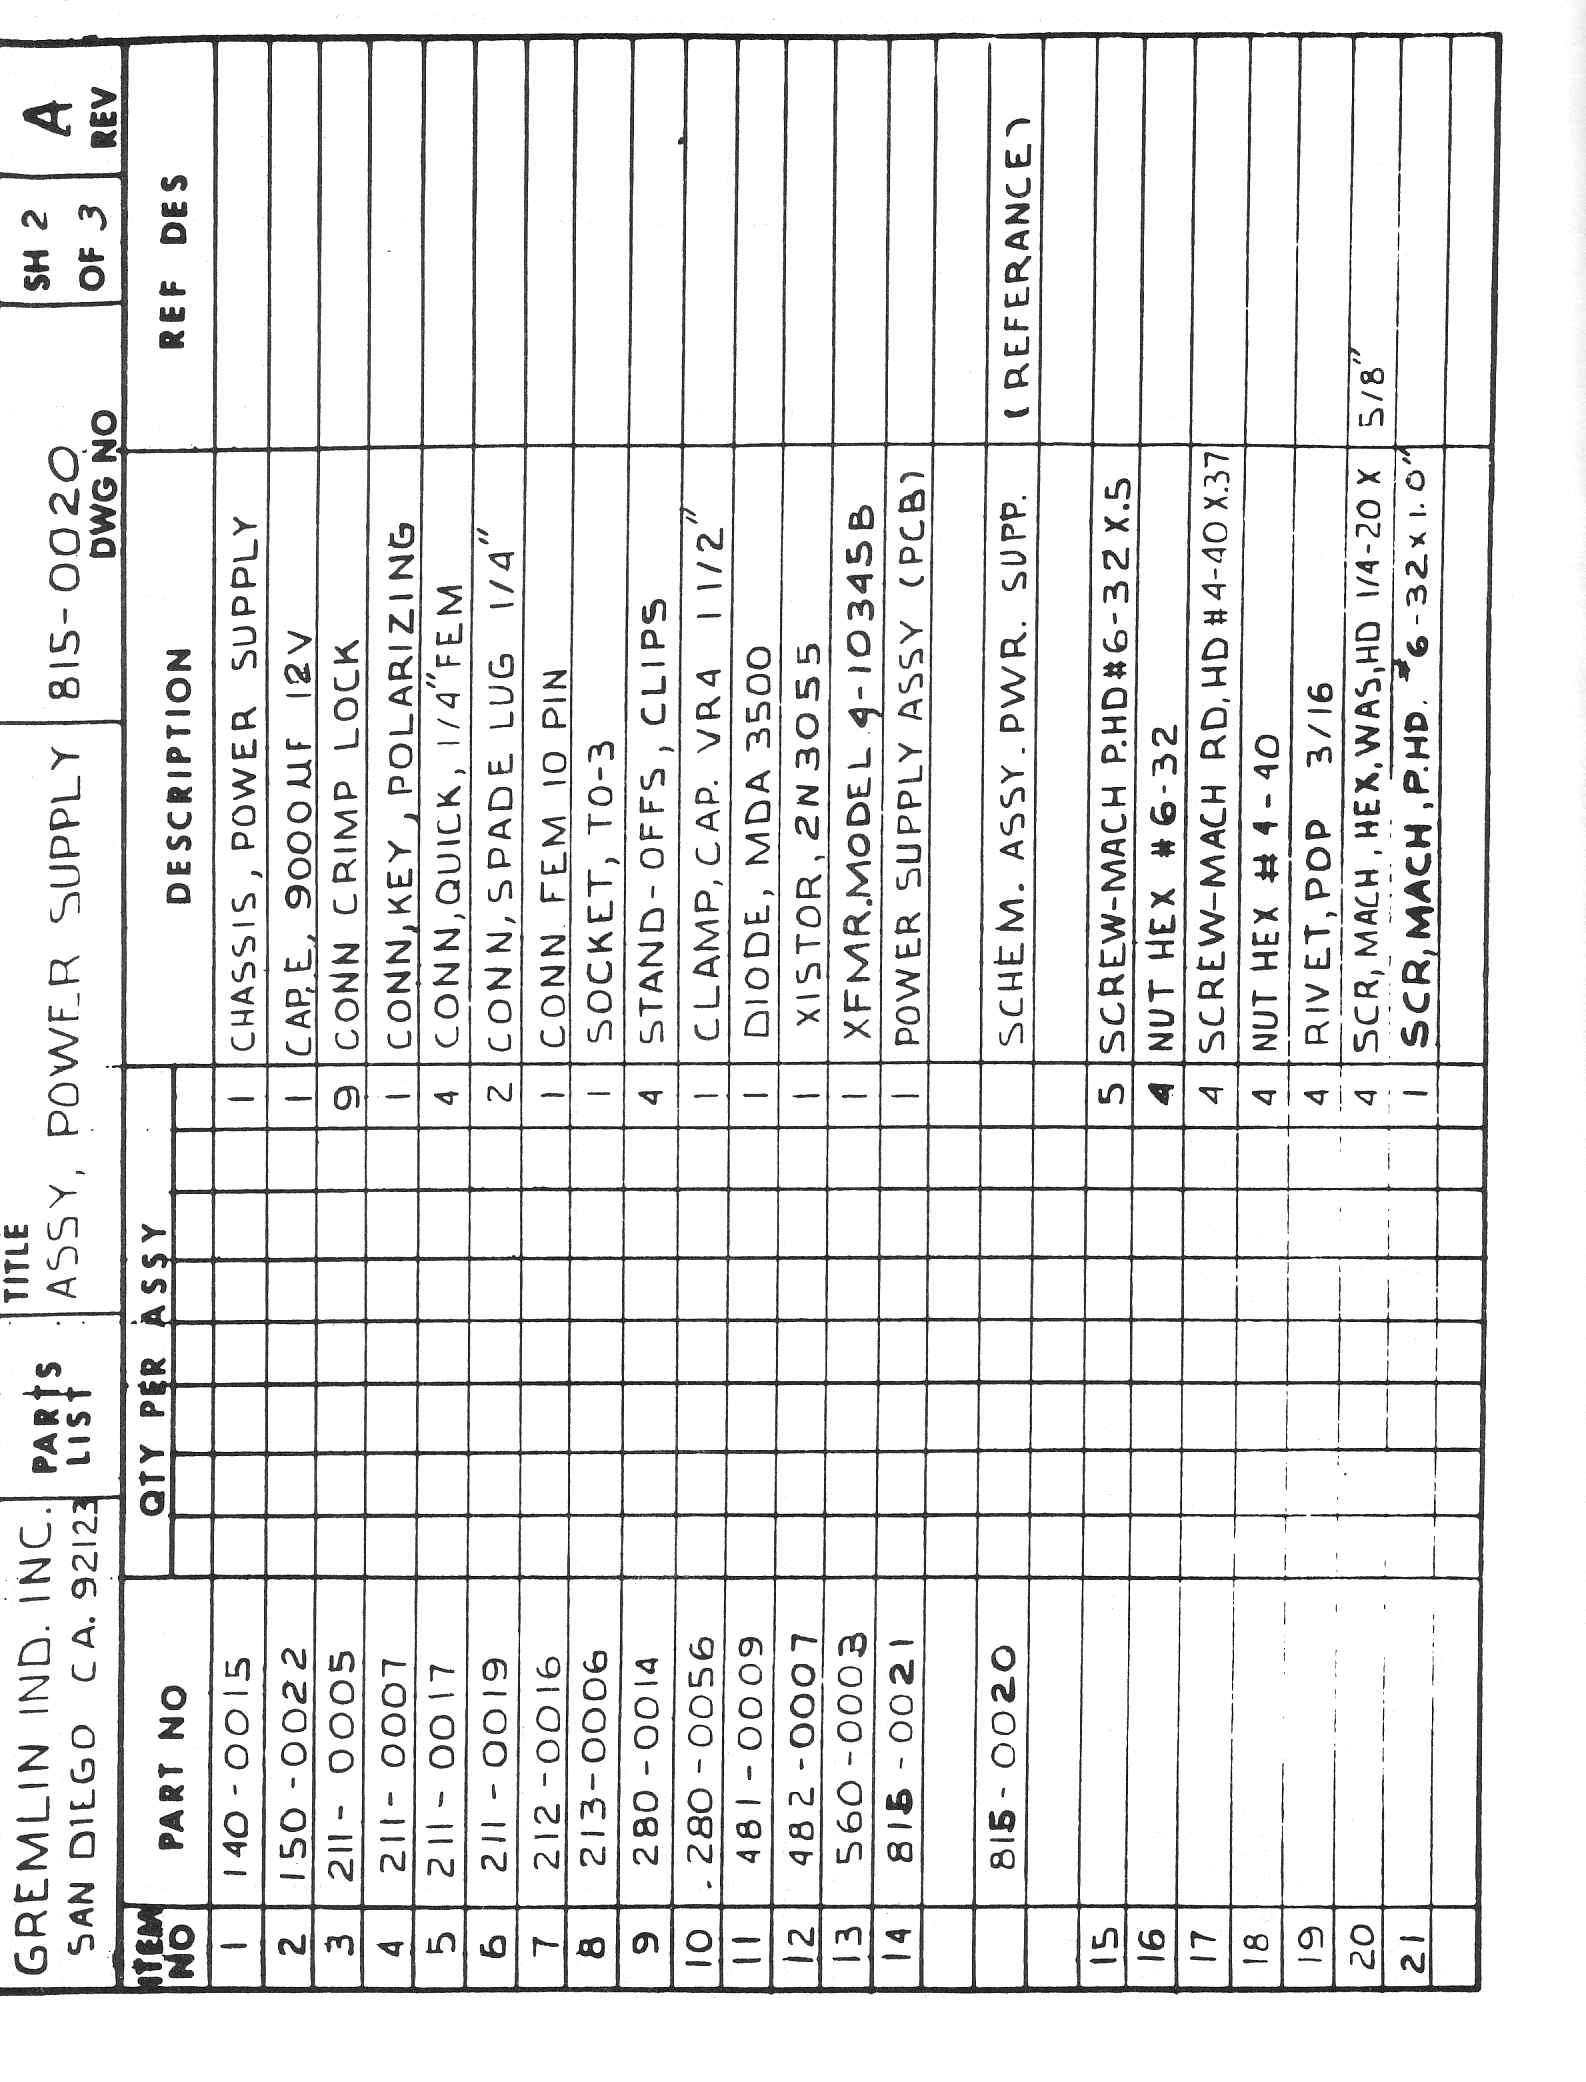 GREMLIN IND. INC.
SAN DIEGO CA. 92123
PARTS
LIST
TITLE
ASSY, POWER SUPPLY
815-0020
DWG NO
SH 2
OF 3
A
REV
ITEM
NO
PART NO
QTY PER ASSY
DESCRIPTION
REF DES
1 140-0015 1 CHASSIS, POWER SUPPLY
2 150-0022 1 CAP,E, 9000µF 12V
3 211-0005 9 CONN CRIMP LOCK
4 211-0007 1 CONN, KEY, POLARIZING
5 211-0017 4 CONN, QUICK, 1/4" FEM
6 211-0019 2 CONN, SPADE LUG 1/4"
7 212-0016 1 CONN FEM 10 PIN
8 213-0006 1 SOCKET, TO-3
9 280-0014 4 STAND-OFFS, CLIPS
10 280-0056 1 CLAMP, CAP. VR4 1 1/2"
11 481-0009 1 DIODE, MDA 3500
12 482-0007 1 XISTOR, 2N3055
13 560-0003 1 XFMR. MODEL 4-10345B
14 815-0021 1 POWER SUPPLY ASSY (PCB)
815-0020 SCHEM. ASSY. PWR. SUPP. (REFERANCE)
15 5 SCREW-MACH P.HD #6-32 X.5
16 4 NUT HEX #6-32
17 4 SCREW-MACH RD, HD #4-40 X.37
18 4 NUT HEX #4-40
19 4 RIVET, POP 3/16
20 4 SCR, MACH, HEX, WAS, HD 1/4-20 X 5/8"
21 1 SCR, MACH, P.HD. #6-32 x 1.0"